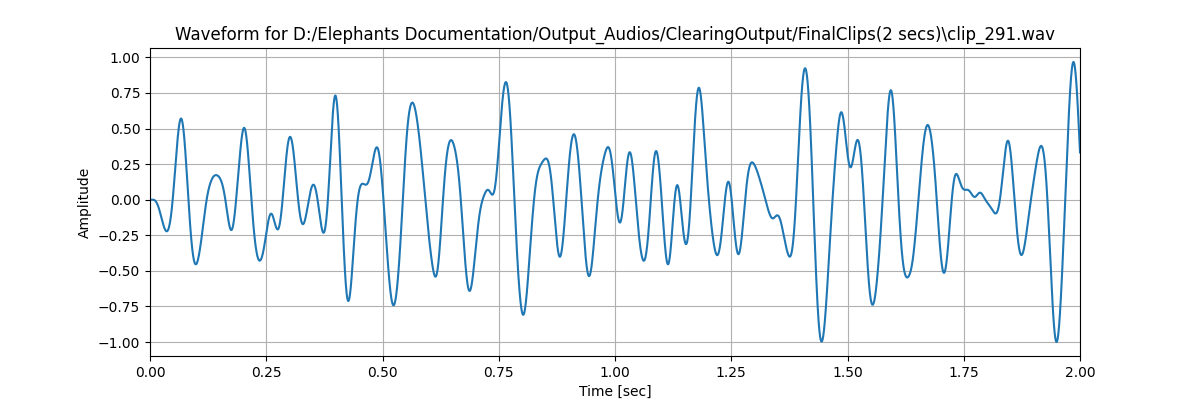 Waveform for D:/Elephants Documentation/Output_Audios/ClearingOutput/FinalClips(2 secs)\clip_291.wav
1.00
0.75
0.50
0.25
0.00
−0.25
−0.50
−0.75
−1.00
Amplitude
0.00 0.25 0.50 0.75 1.00 1.25 1.50 1.75 2.00
Time [sec]